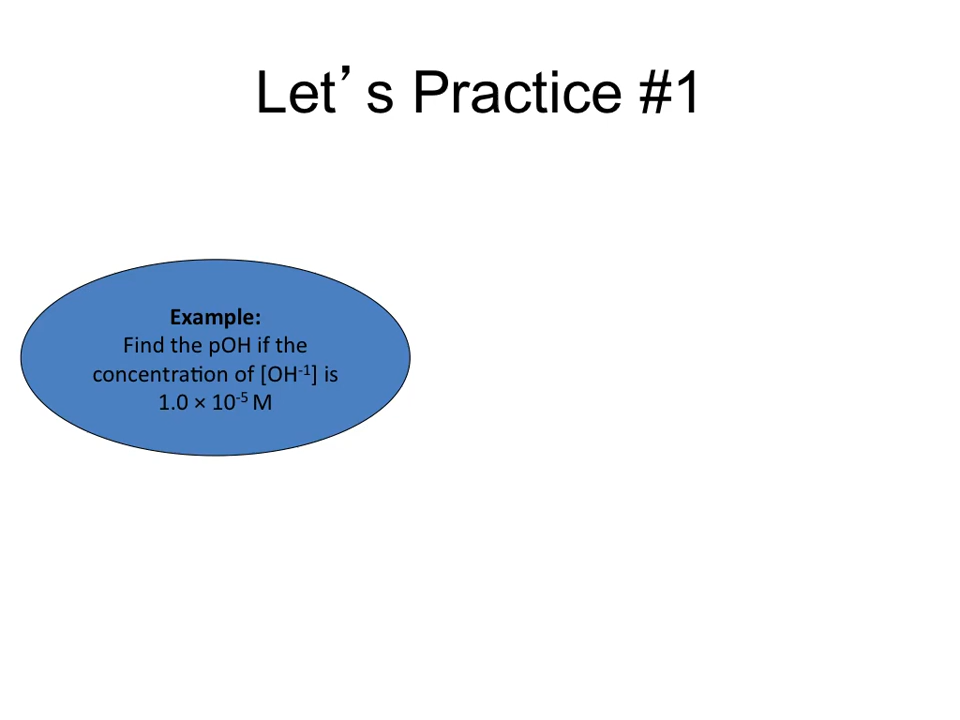 Let’s Practice #1
Example:
Find the pOH if the
concentration of [OH⁻¹] is
1.0 × 10⁻⁵ M